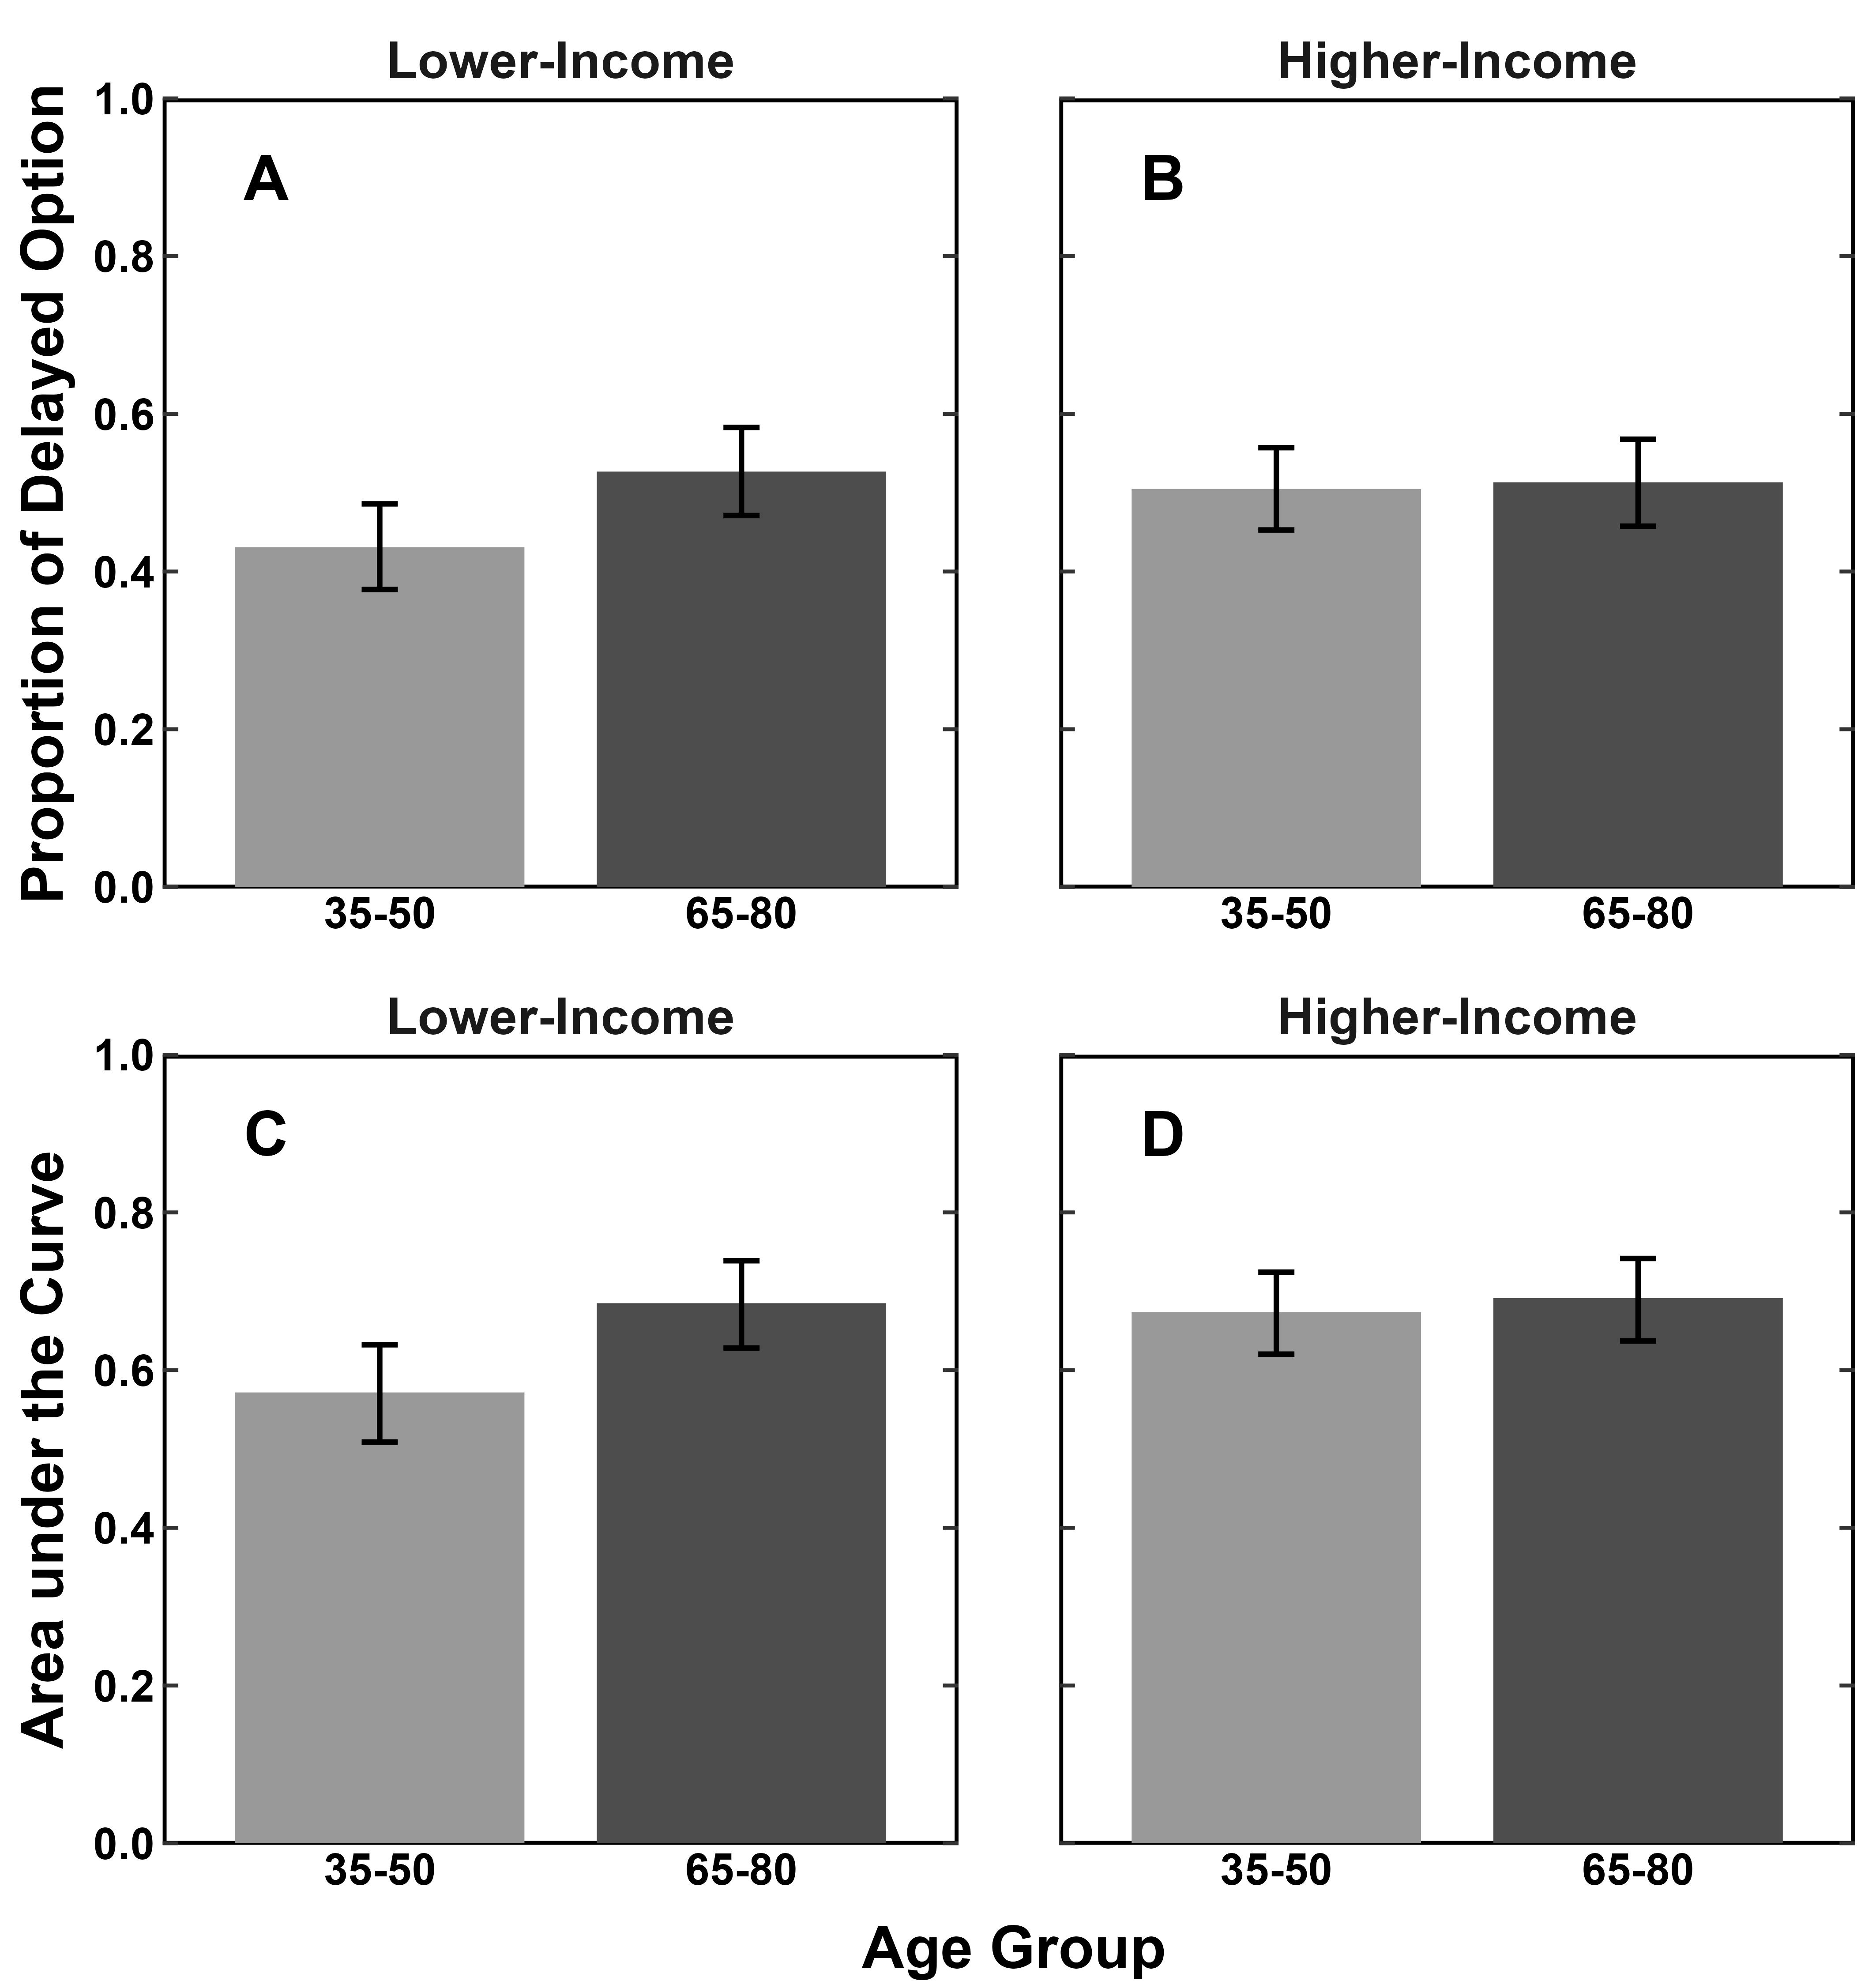 Lower-Income
Higher-Income
Proportion of Delayed Option
1.0
0.8
0.6
0.4
0.2
0.0
A
B
35-50
65-80
35-50
65-80
Lower-Income
Higher-Income
Area under the Curve
1.0
0.8
0.6
0.4
0.2
0.0
C
D
35-50
65-80
35-50
65-80
Age Group